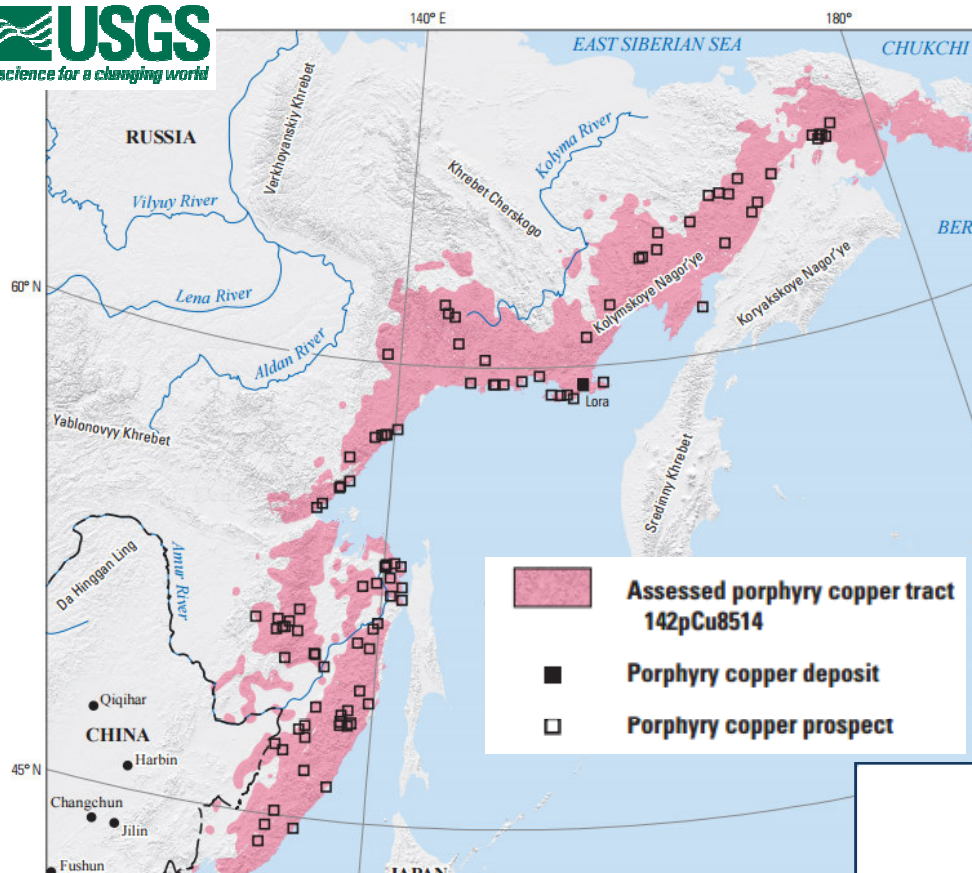 USGS
science for a changing world
140° E
180°
EAST SIBERIAN SEA
CHUKCHI
RUSSIA
Verkhoyanskiy Khrebet
Kolyma River
Khrebet Cherskogo
Vilyuy River
BER
60° N
Lena River
Kolymskoye Nagor'ye
Koryakskoye Nagor'ye
Aldan River
Lora
Yablonovyy Khrebet
Sredinny Khrebet
Da Hinggan Ling
Amur River
Assessed porphyry copper tract
142pCu8514
Porphyry copper deposit
Porphyry copper prospect
Qiqihar
CHINA
Harbin
45° N
Changchun
Jilin
Fushun
JAPAN